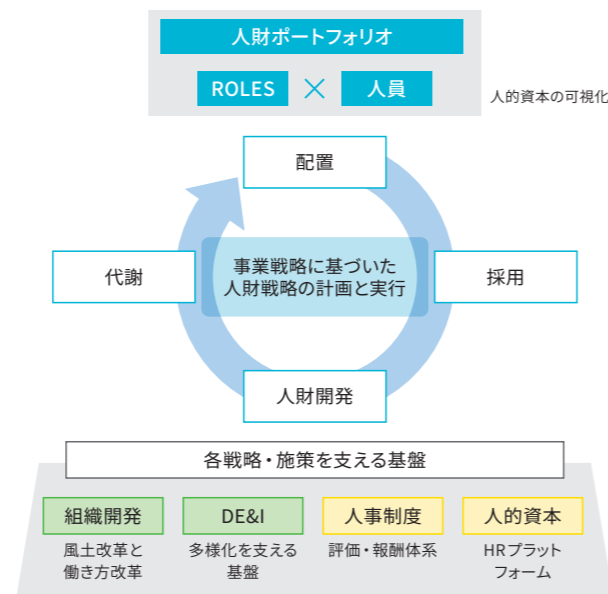 人財ポートフォリオ
ROLES × 人員
人的資本の可視化
配置
代謝
事業戦略に基づいた
人財戦略の計画と実行
採用
人財開発
各戦略・施策を支える基盤
組織開発
風土改革と
働き方改革
DE&I
多様化を支える
基盤
人事制度
評価・報酬体系
人的資本
HRプラット
フォーム